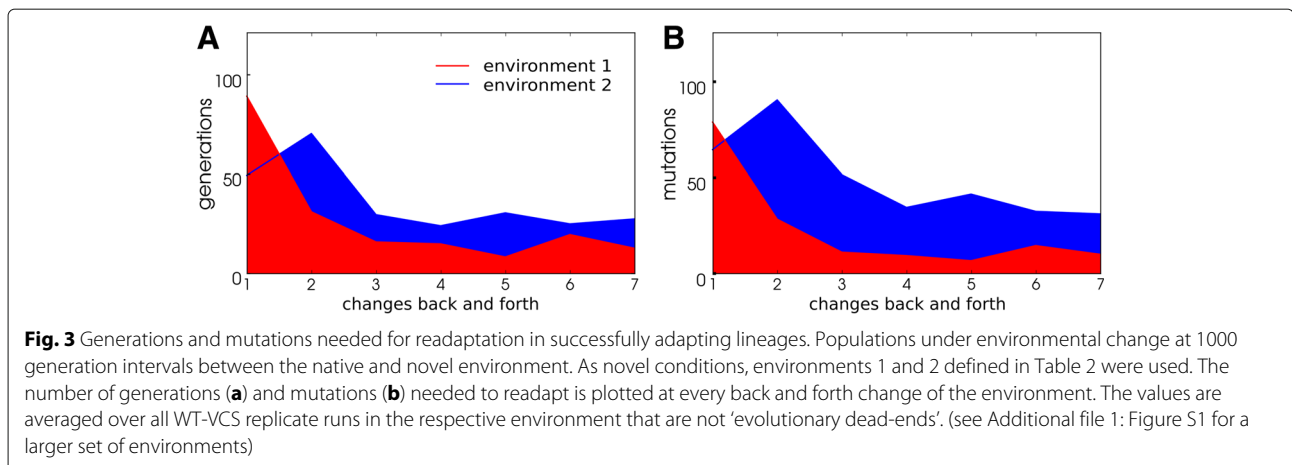 A
B
100
50
0
generations
environment 1
environment 2
1 2 3 4 5 6 7
changes back and forth
100
50
0
mutations
1 2 3 4 5 6 7
changes back and forth
Fig. 3 Generations and mutations needed for readaptation in successfully adapting lineages. Populations under environmental change at 1000
generation intervals between the native and novel environment. As novel conditions, environments 1 and 2 defined in Table 2 were used. The
number of generations (a) and mutations (b) needed to readapt is plotted at every back and forth change of the environment. The values are
averaged over all WT-VCS replicate runs in the respective environment that are not ‘evolutionary dead-ends’. (see Additional file 1: Figure S1 for a
larger set of environments)